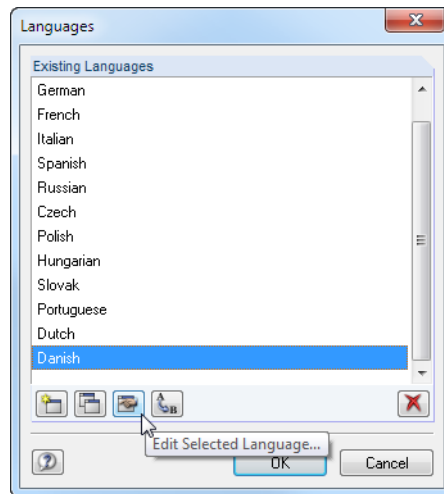 Languages
Existing Languages
German
French
Italian
Spanish
Russian
Czech
Polish
Hungarian
Slovak
Portuguese
Dutch
Danish
A
B
Edit Selected Language...
OK
Cancel